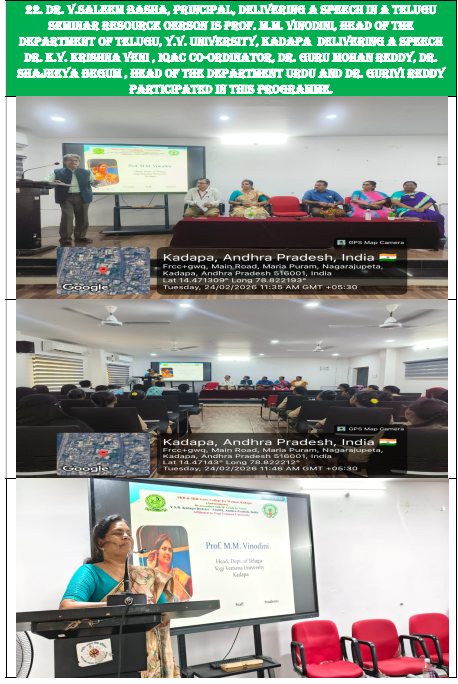 22. DR. V.SALEEM BASHA, PRINCIPAL, DELIVERING A SPEECH IN A TELUGU
SEMINAR RESOURCE OERSON IS PROF. M.M. VINODINI, HEAD OF THE
DEPARTMENT OF TELUGU, Y.V. UNIVERSITY, KADAPA DELIVERING A SPEECH
DR. K.V. KRISHNA VENI , IQAC CO-ORDINATOR, DR. GURU MOHAN REDDY, DR.
SHAJEEYA BEGUM , HEAD OF THE DEPARTMENT URDU AND DR. GURIVI REDDY
PARTICIPATED IN THIS PROGRAMME.
Prof. M.M. Vinodini
GPS Map Camera
Kadapa, Andhra Pradesh, India
Frcc+gwq, Main Road, Maria Puram, Nagarajupeta,
Kadapa, Andhra Pradesh 516001, India
Lat 14.471309° Long 78.822193°
Tuesday, 24/02/2026 11:35 AM GMT +05:30
Google
GPS Map Camera
Kadapa, Andhra Pradesh, India
Frcc+gwq, Main Road, Maria Puram, Nagarajupeta,
Kadapa, Andhra Pradesh 516001, India
Lat 14.47143° Long 78.822212°
Tuesday, 24/02/2026 11:46 AM GMT +05:30
Google
Prof. M.M. Vinodini
Head, Dept. of Telugu
Yogi Vemana University
Kadapa
Staff Students